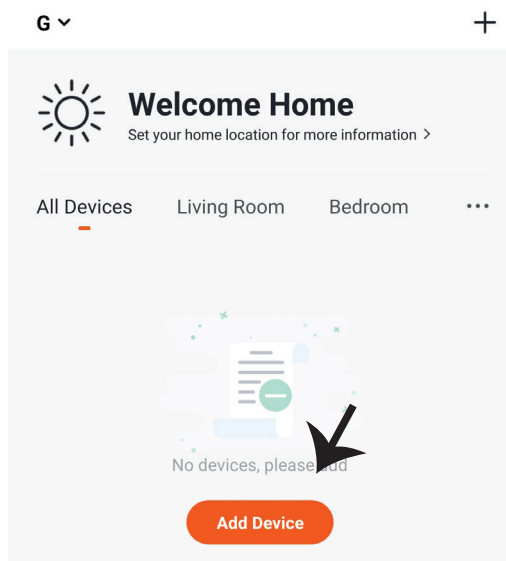 G
Welcome Home
Set your home location for more information >
All Devices Living Room Bedroom ...
No devices, please add
Add Device